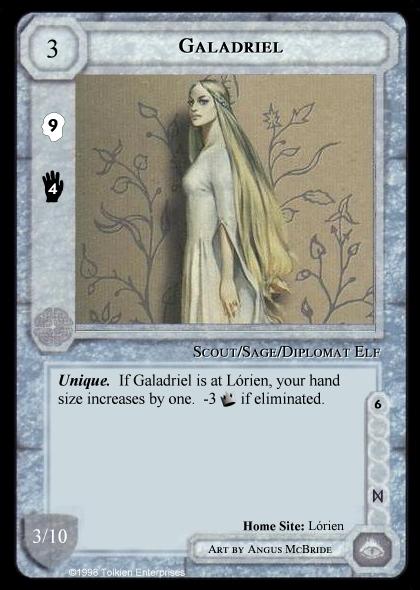 3
GALADRIEL
9
4
SCOUT/SAGE/DIPLOMAT ELF
Unique. If Galadriel is at Lórien, your hand
size increases by one. -3 if eliminated.
6
Home Site: Lórien
3/10
ART BY ANGUS MCBRIDE
©1998 Tolkien Enterprises